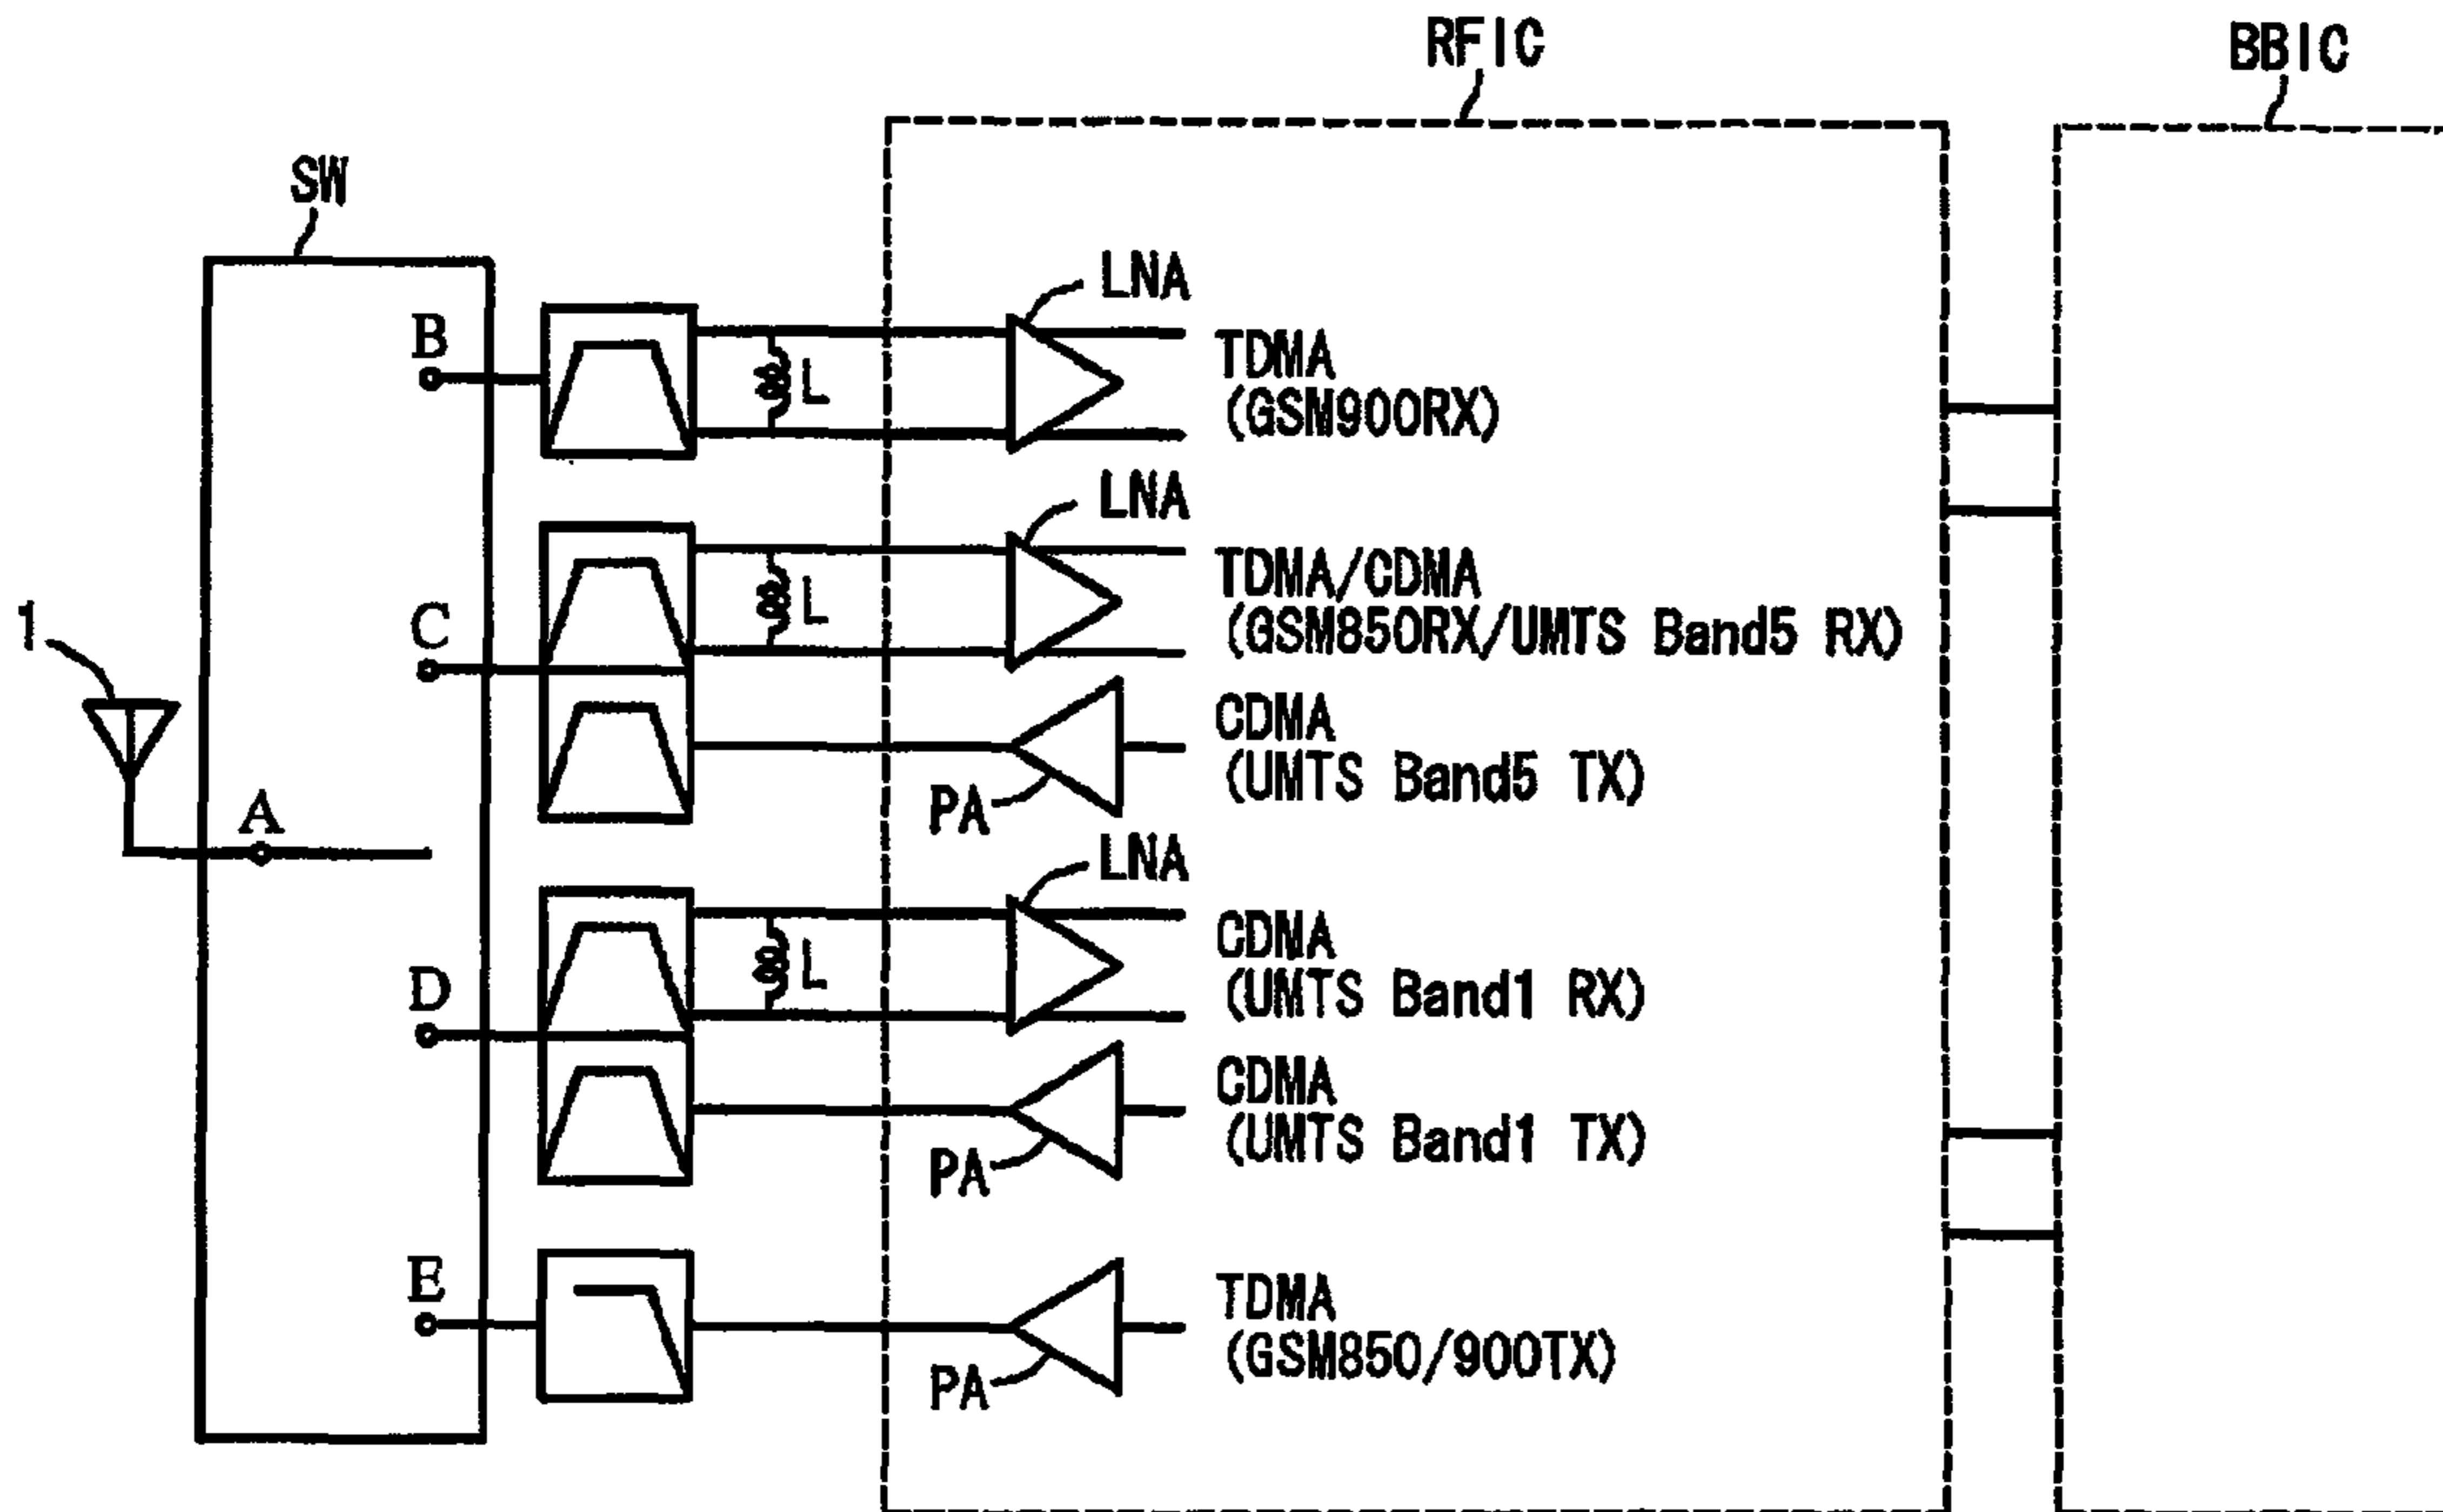 RFIC
BBIC
SW
LNA
B
L
TDMA
(GSM900RX)
LNA
C
L
TDMA/CDMA
(GSM850RX/UMTS Band5 RX)
1
CDMA
(UMTS Band5 TX)
PA
A
LNA
D
L
CDMA
(UMTS Band1 RX)
CDMA
(UMTS Band1 TX)
PA
E
TDMA
(GSM850/900TX)
PA